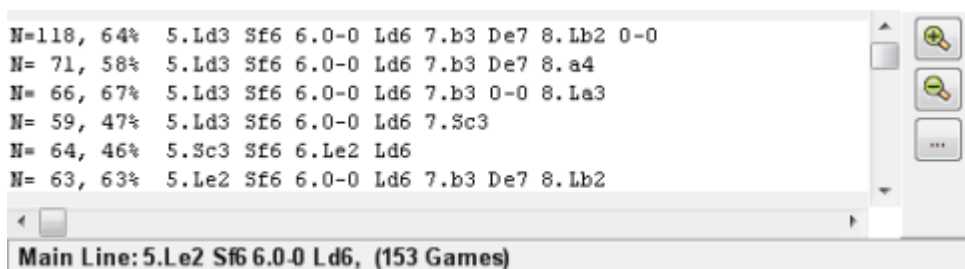 N=118, 64%  5.Ld3 Sf6 6.0-0 Ld6 7.b3 De7 8.Lb2 0-0
N= 71, 58%  5.Ld3 Sf6 6.0-0 Ld6 7.b3 De7 8.a4
N= 66, 67%  5.Ld3 Sf6 6.0-0 Ld6 7.b3 0-0 8.La3
N= 59, 47%  5.Ld3 Sf6 6.0-0 Ld6 7.Sc3
N= 64, 46%  5.Sc3 Sf6 6.Le2 Ld6
N= 63, 63%  5.Le2 Sf6 6.0-0 Ld6 7.b3 De7 8.Lb2
...
Main Line: 5.Le2 Sf6 6.0-0 Ld6,  (153 Games)